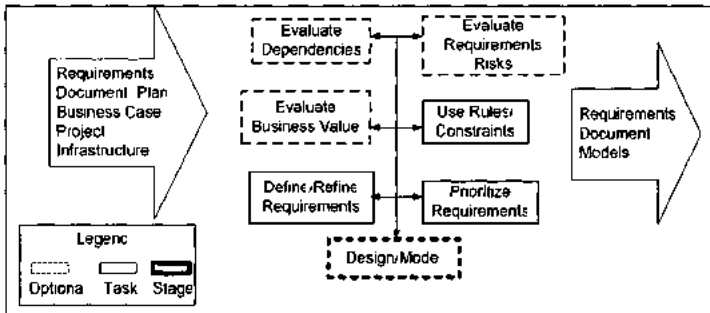 Requirements
Document Plan
Business Case
Project
Infrastructure
Evaluate
Dependencies
Evaluate
Requirements
Risks
Evaluate
Business Value
Use Rules/
Constraints
Define/Refine
Requirements
Prioritize
Requirements
Design/Mode
Requirements
Document
Models
Legend
Optiona
Task
Stage